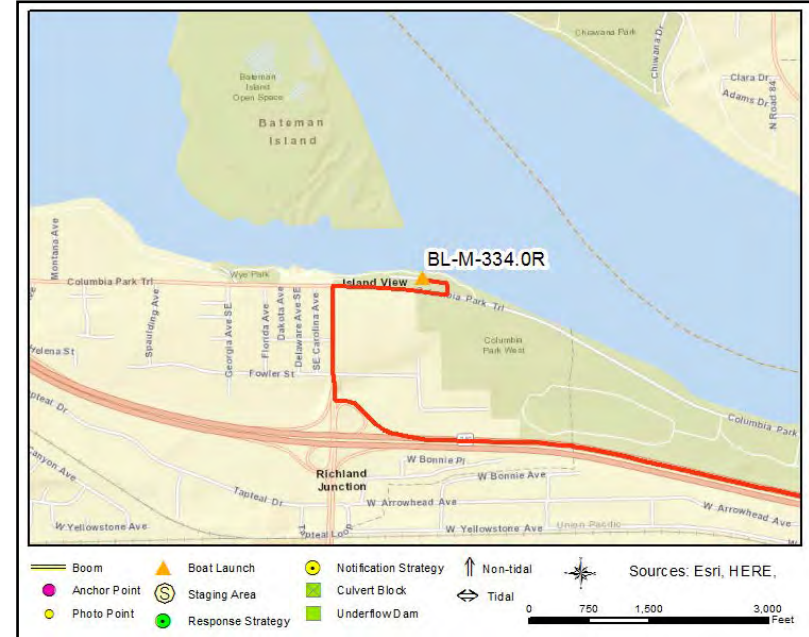 Chiawana Park
Chiwana Dr
Clara Dr
Adams Dr
N Road 84
Bateman
Island
Open Space
Bateman
Island
BL-M-334.0R
Montana Ave
Wye Park
Columbia Park Trl
Island View
Columbia Park Trl
Spaulding Ave
Georgia Ave SE
Florida Ave
Dakota Ave
Delaware Ave SE
SE Carolina Ave
Columbia
Park West
Helena St
Fowler St
Columbia Park
Tapteal Dr
Canyon Ave
W Bonnie Pl
Richland
Junction
W Bonnie Ave
Tapteal Dr
W Arrowhead Ave
W Arrowhead Ave
W Yellowstone Ave
Tapteal Loop
W Yellowstone Ave
Union Pacific
Boom
Boat Launch
Notification Strategy
Non-tidal
Sources: Esri, HERE,
Anchor Point
Staging Area
Culvert Block
Tidal
Photo Point
Response Strategy
Underflow Dam
0 750 1,500 3,000
Feet
S